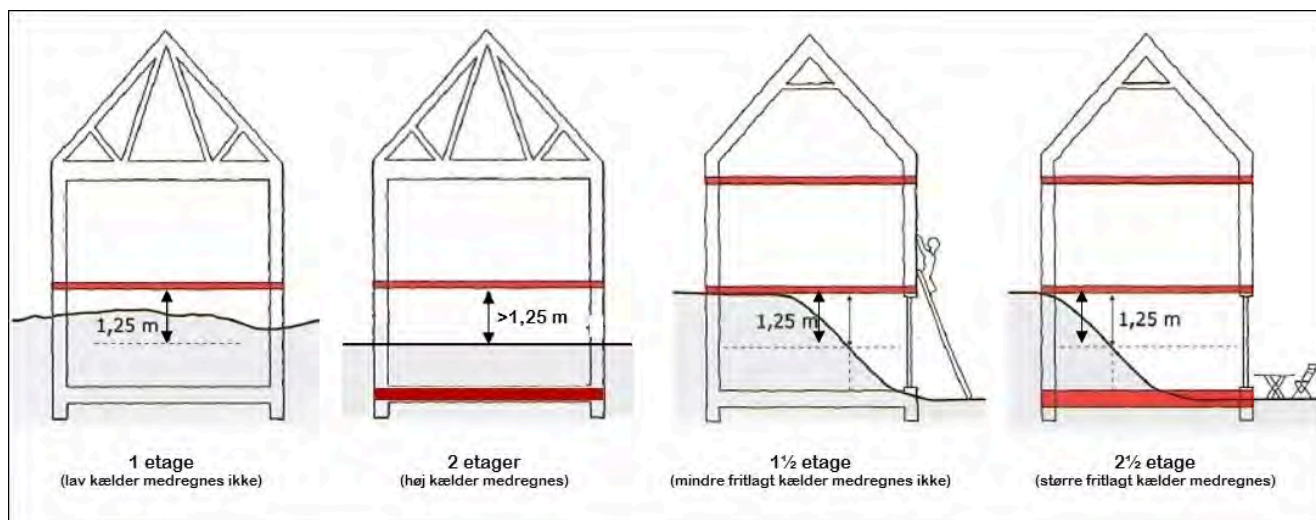 1,25 m
>1,25 m
1,25 m
1,25 m
1 etage
(lav kælder medregnes ikke)
2 etager
(høj kælder medregnes)
1½ etage
(mindre fritlagt kælder medregnes ikke)
2½ etage
(større fritlagt kælder medregnes)